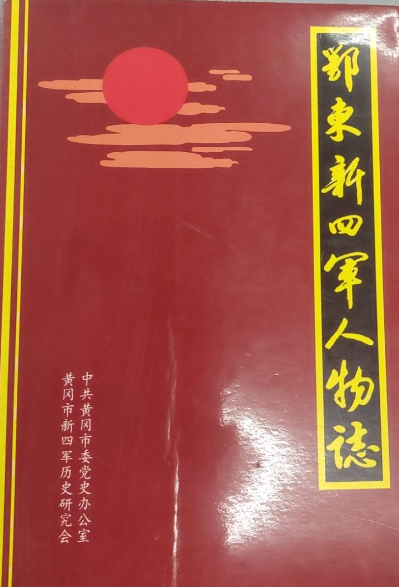 鄂东新四军人物誌
中共黄冈市委党史办公室
黄冈市新四军历史研究会